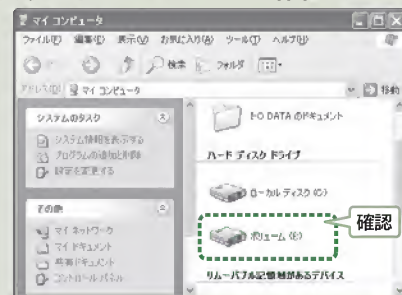 マイ コンピュータ
ファイル(F) 編集(E) 表示(V) お気に入り(A) ツール(T) ヘルプ(H)
検索 フォルダ
アドレス(D) マイ コンピュータ 移動
システムのタスク
システム情報を表示する
プログラムの追加と削除
設定を変更する
その他
マイ ネットワーク
マイ ドキュメント
共有ドキュメント
コントロール パネル
I-O DATA のドキュメント
ハード ディスク ドライブ
ローカル ディスク (C:)
ボリューム (E:)
確認
リムーバブル記憶域があるデバイス